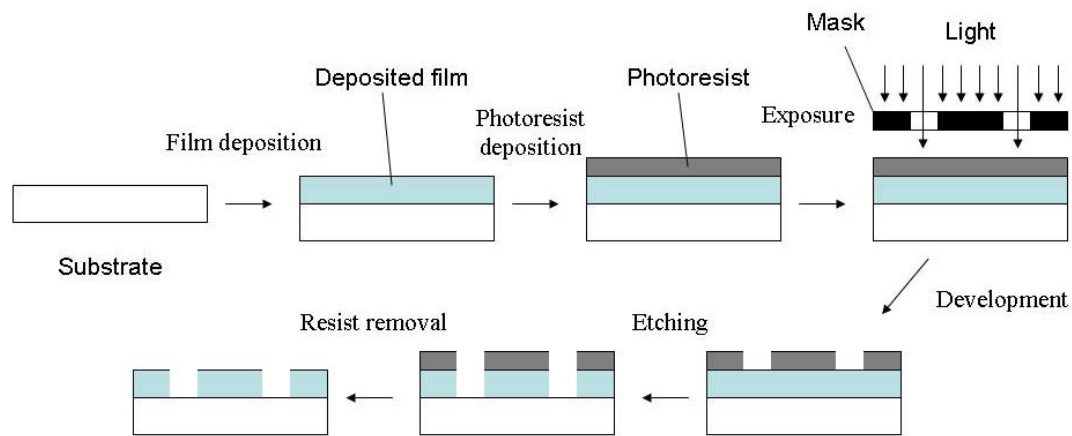 Mask
Light
Deposited film
Photoresist
Exposure
Film deposition
Photoresist
deposition
Substrate
Development
Resist removal
Etching